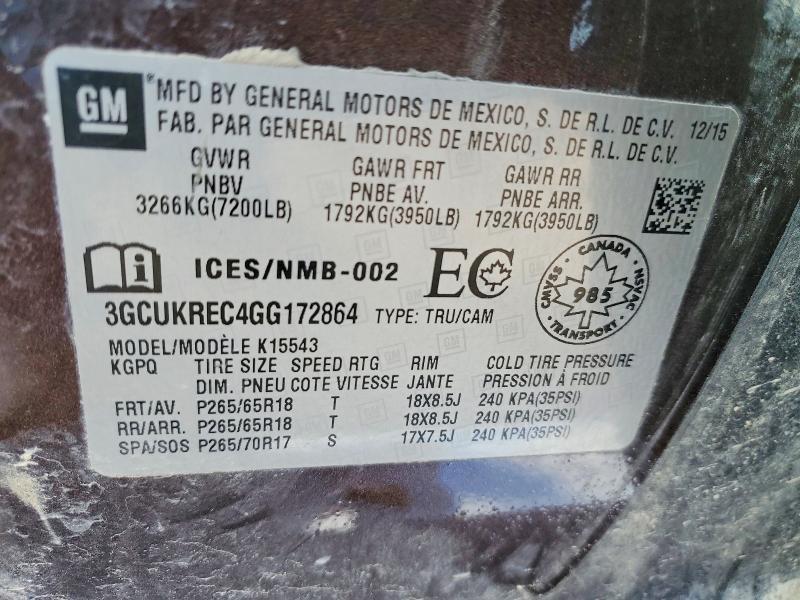 GM ® MFD BY GENERAL MOTORS DE MEXICO, S. DE R.L. DE C.V. 12/15
FAB. PAR GENERAL MOTORS DE MEXICO, S. DE R.L. DE C.V.
GVWR GAWR FRT GAWR RR
PNBV PNBE AV. PNBE ARR.
3266KG(7200LB) 1792KG(3950LB) 1792KG(3950LB)
ICES/NMB-002 EC
CANADA
CMVSS 985 NSVAC
TRANSPORT
3GCUKREC4GG172864 TYPE: TRU/CAM
MODEL/MODÈLE K15543
KGPQ TIRE SIZE SPEED RTG RIM COLD TIRE PRESSURE
DIM. PNEU COTE VITESSE JANTE PRESSION À FROID
FRT/AV. P265/65R18 T 18X8.5J 240 KPA(35PSI)
RR/ARR. P265/65R18 T 18X8.5J 240 KPA(35PSI)
SPA/SOS P265/70R17 S 17X7.5J 240 KPA(35PSI)